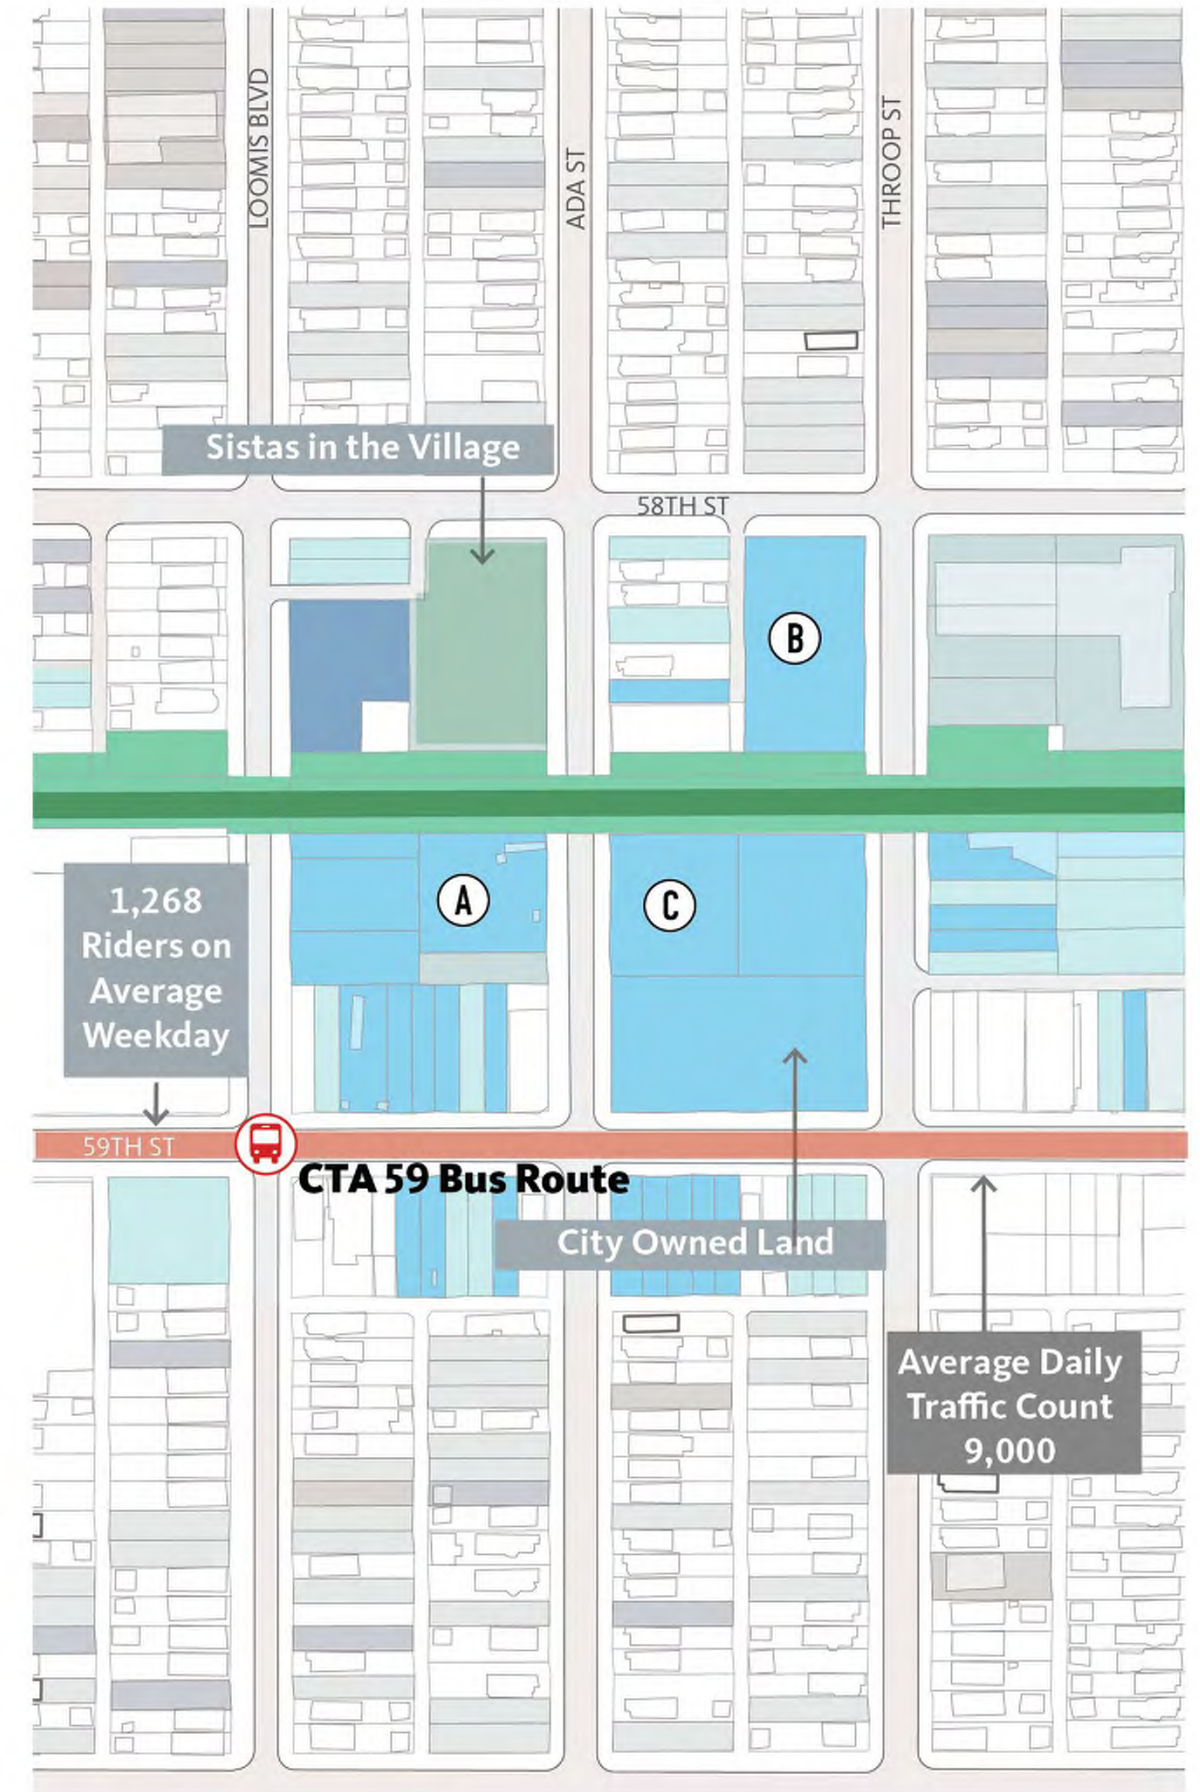 LOOMIS BLVD
ADA ST
THROOP ST
Sistas in the Village
58TH ST
B
A
C
1,268
Riders on
Average
Weekday
59TH ST
CTA 59 Bus Route
City Owned Land
Average Daily
Traffic Count
9,000